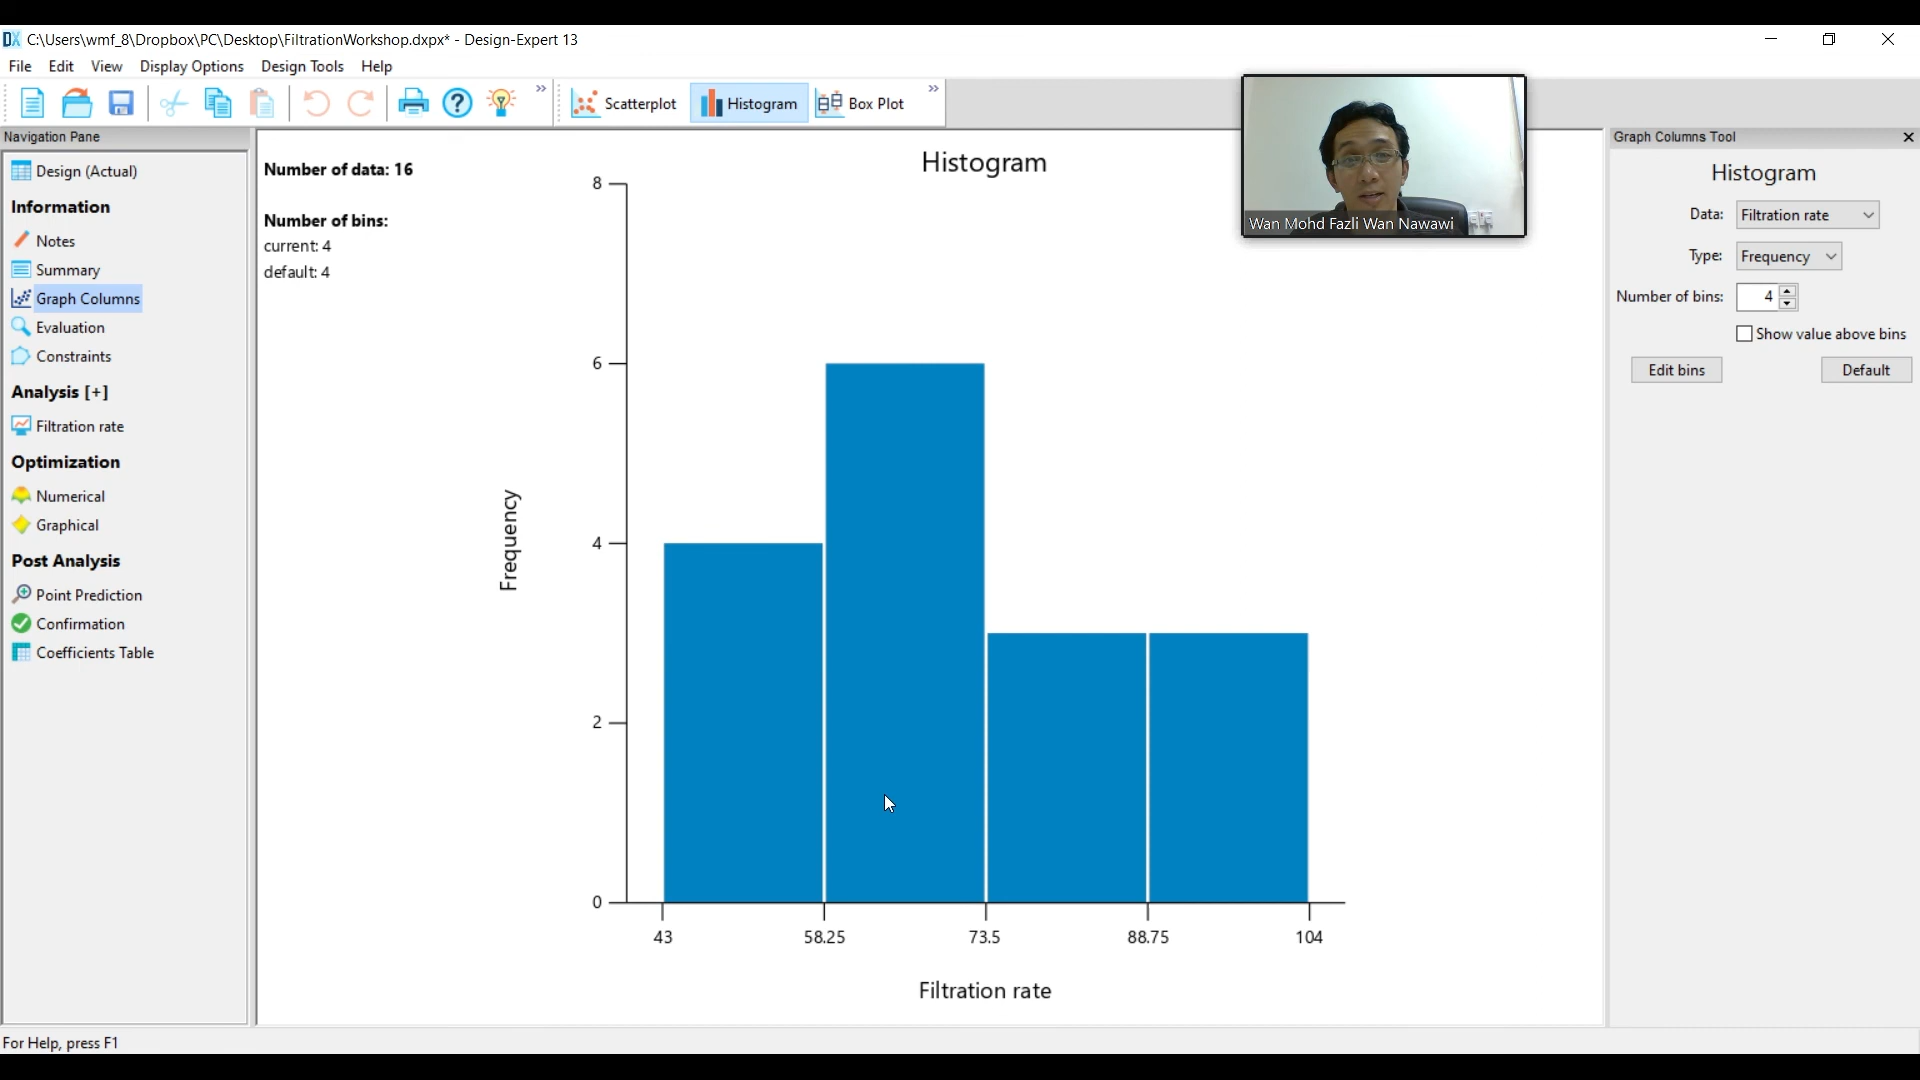 DX C:\Users\wmf_8\Dropbox\PC\Desktop\FiltrationWorkshop.dxpx* - Design-Expert 13
File Edit View Display Options Design Tools Help
Scatterplot Histogram Box Plot
Navigation Pane
Design (Actual)
Information
Notes
Summary
Graph Columns
Evaluation
Constraints
Analysis [+]
Filtration rate
Optimization
Numerical
Graphical
Post Analysis
Point Prediction
Confirmation
Coefficients Table
Number of data: 16
Number of bins:
current: 4
default: 4
Histogram
8
6
4
2
0
Frequency
43 58.25 73.5 88.75 104
Filtration rate
Wan Mohd Fazli Wan Nawawi
Graph Columns Tool
Histogram
Data: Filtration rate
Type: Frequency
Number of bins: 4
Show value above bins
Edit bins Default
For Help, press F1